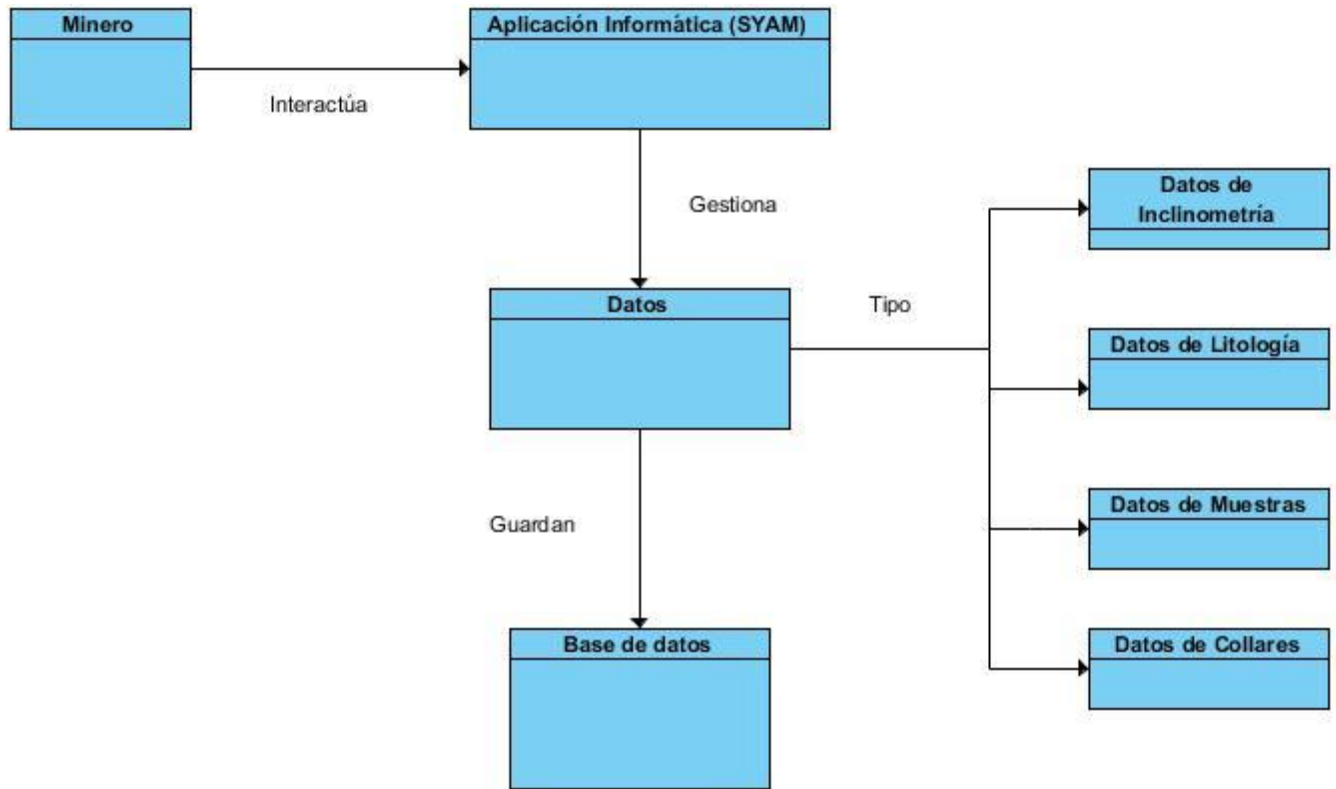 Minero
Aplicación Informática (SYAM)
Interactúa
Gestiona
Datos de
Inclinometría
Datos
Tipo
Datos de Litología
Guardan
Datos de Muestras
Base de datos
Datos de Collares